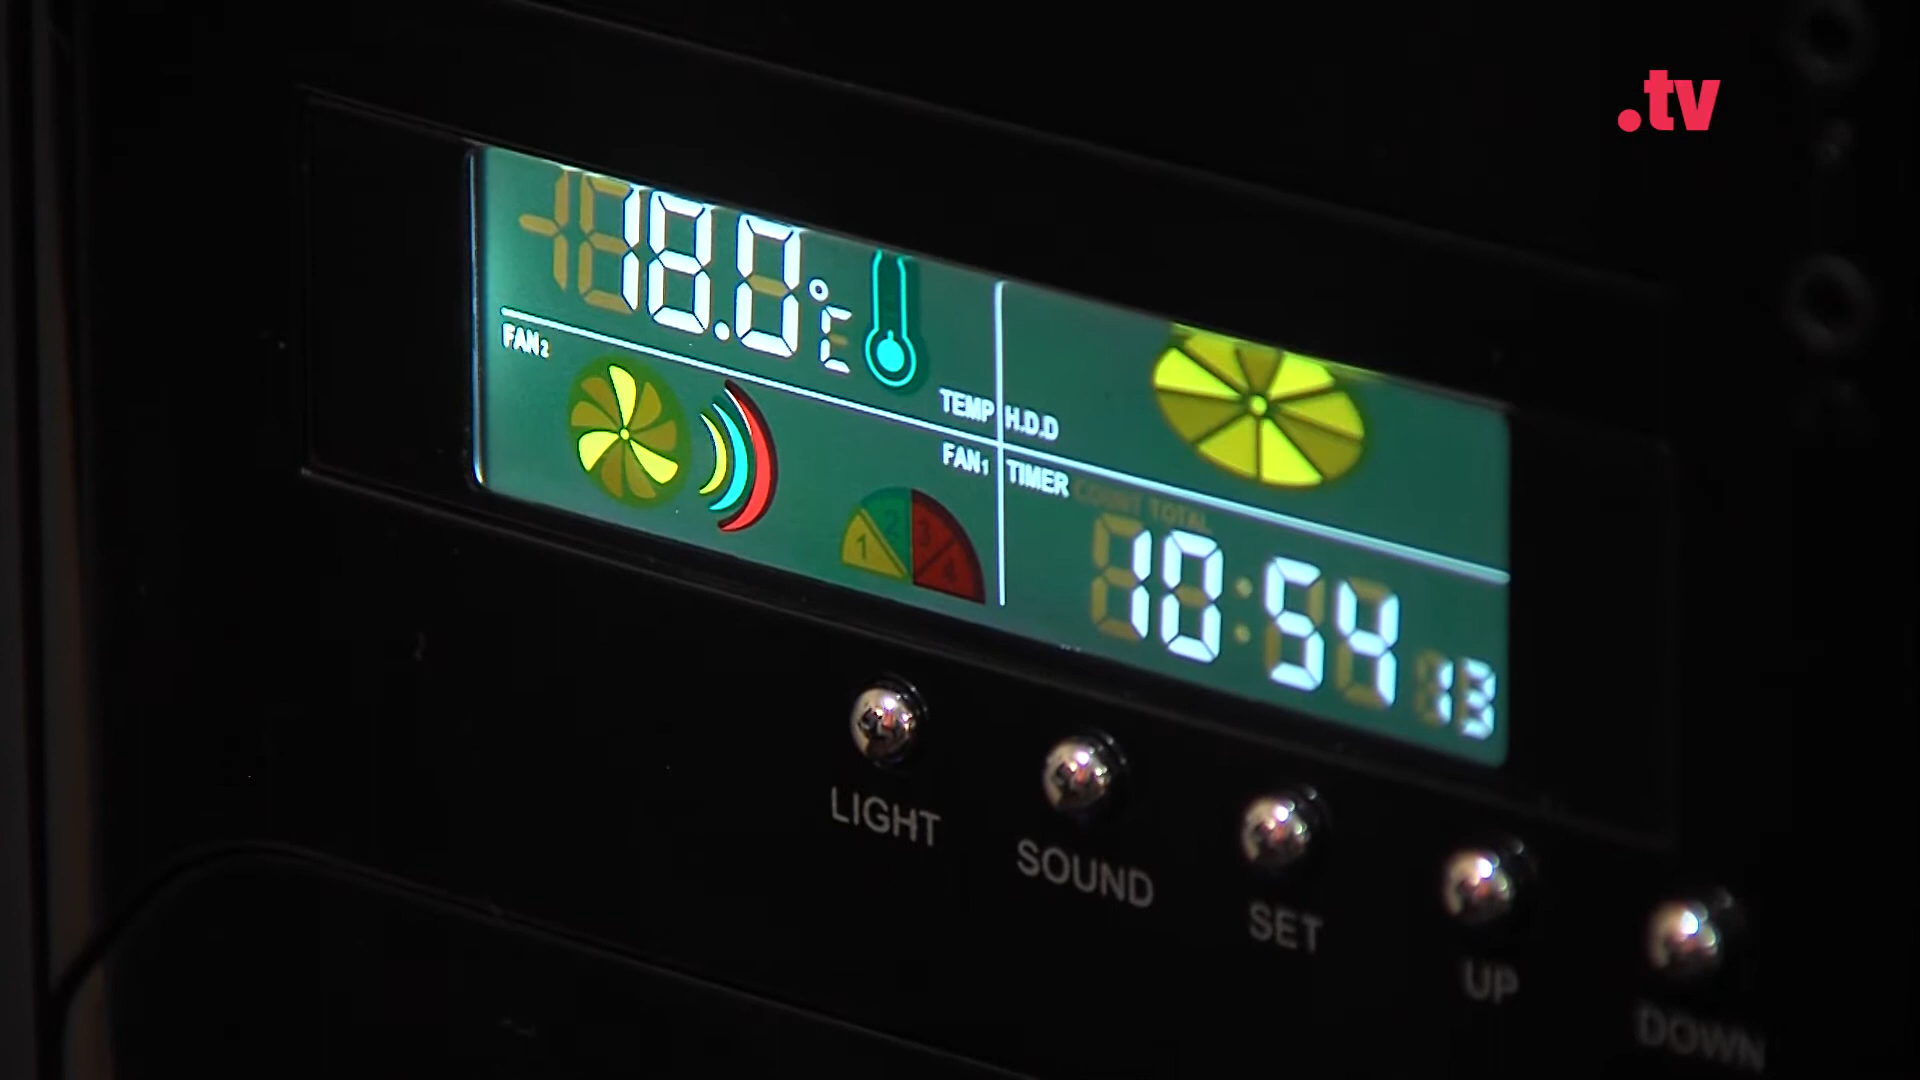 .tv
18.0°C
TEMP
H.D.D
FAN2
FAN1
TIMER
COUNT TOTAL
1 2 3 4
10:54 13
LIGHT
SOUND
SET
UP
DOWN